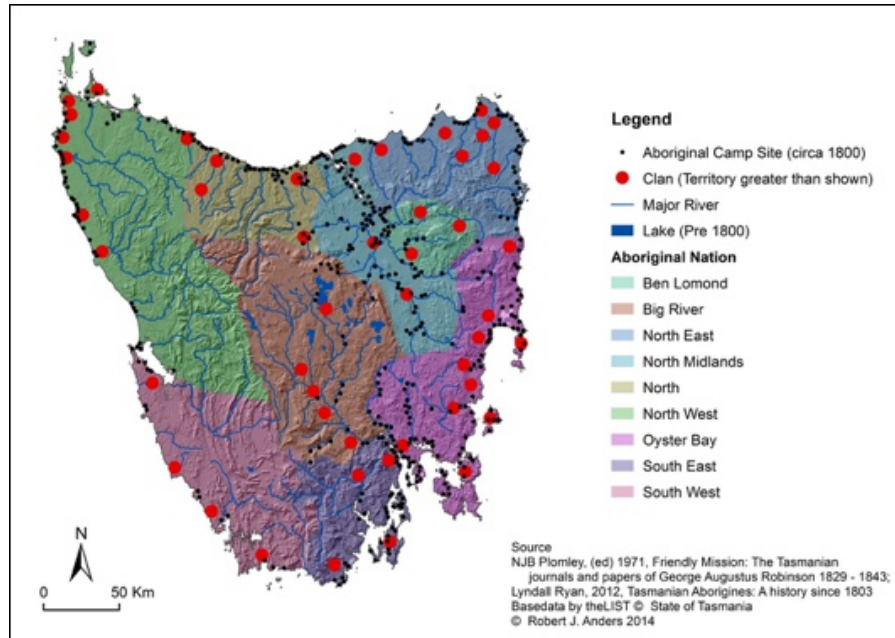 Legend
Aboriginal Camp Site (circa 1800)
Clan (Territory greater than shown)
Major River
Lake (Pre 1800)
Aboriginal Nation
Ben Lomond
Big River
North East
North Midlands
North
North West
Oyster Bay
South East
South West
N
0 50 Km
Source
NJB Plomley, (ed) 1971, Friendly Mission: The Tasmanian
journals and papers of George Augustus Robinson 1829 - 1843;
Lyndall Ryan, 2012, Tasmanian Aborigines: A history since 1803
Basedata by theLIST © State of Tasmania
© Robert J. Anders 2014